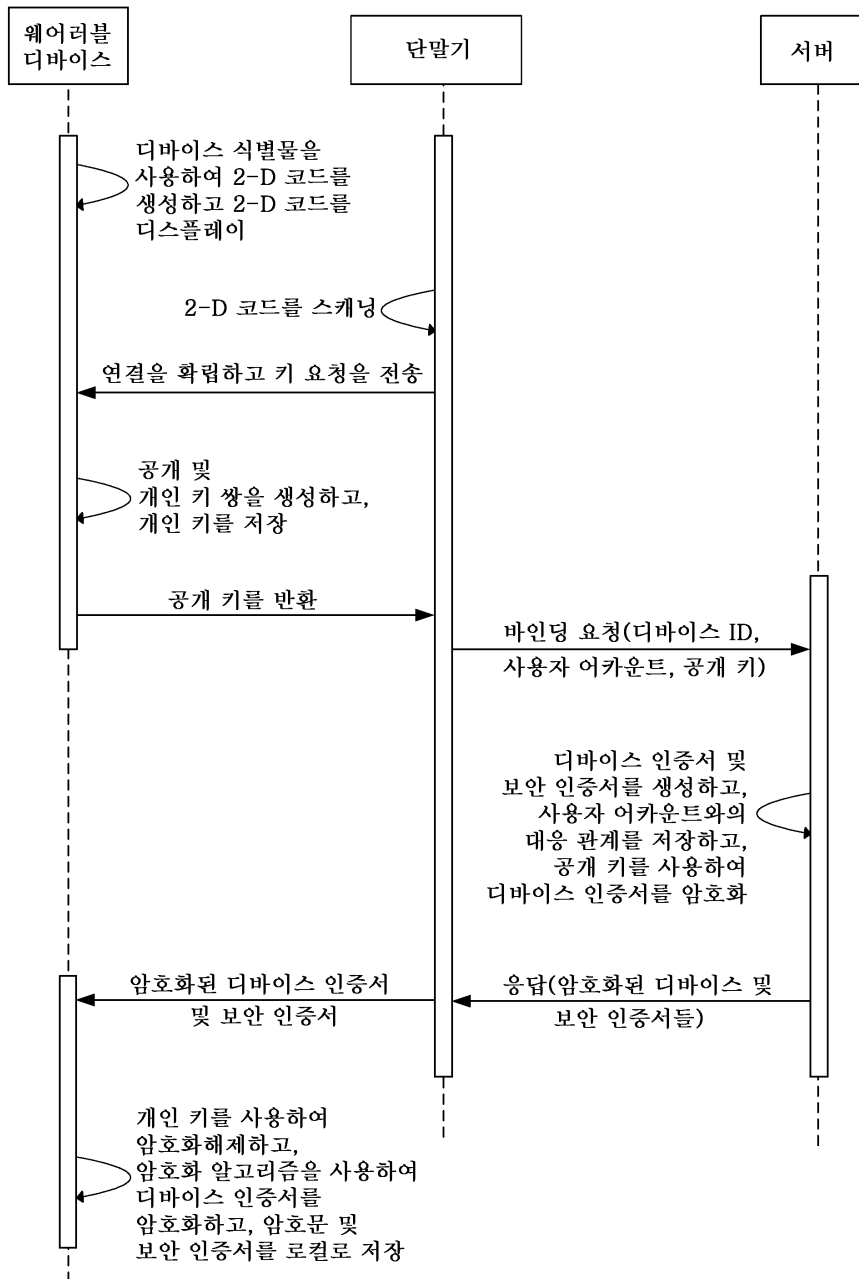 웨어러블
디바이스
단말기
서버
디바이스 식별물을
사용하여 2-D 코드를
생성하고 2-D 코드를
디스플레이
2-D 코드를 스캐닝
연결을 확립하고 키 요청을 전송
공개 및
개인 키 쌍을 생성하고,
개인 키를 저장
공개 키를 반환
바인딩 요청(디바이스 ID,
사용자 어카운트, 공개 키)
디바이스 인증서 및
보안 인증서를 생성하고,
사용자 어카운트와의
대응 관계를 저장하고,
공개 키를 사용하여
디바이스 인증서를 암호화
암호화된 디바이스 인증서
및 보안 인증서
응답(암호화된 디바이스 및
보안 인증서들)
개인 키를 사용하여
암호화해제하고,
암호화 알고리즘을 사용하여
디바이스 인증서를
암호화하고, 암호문 및
보안 인증서를 로컬로 저장